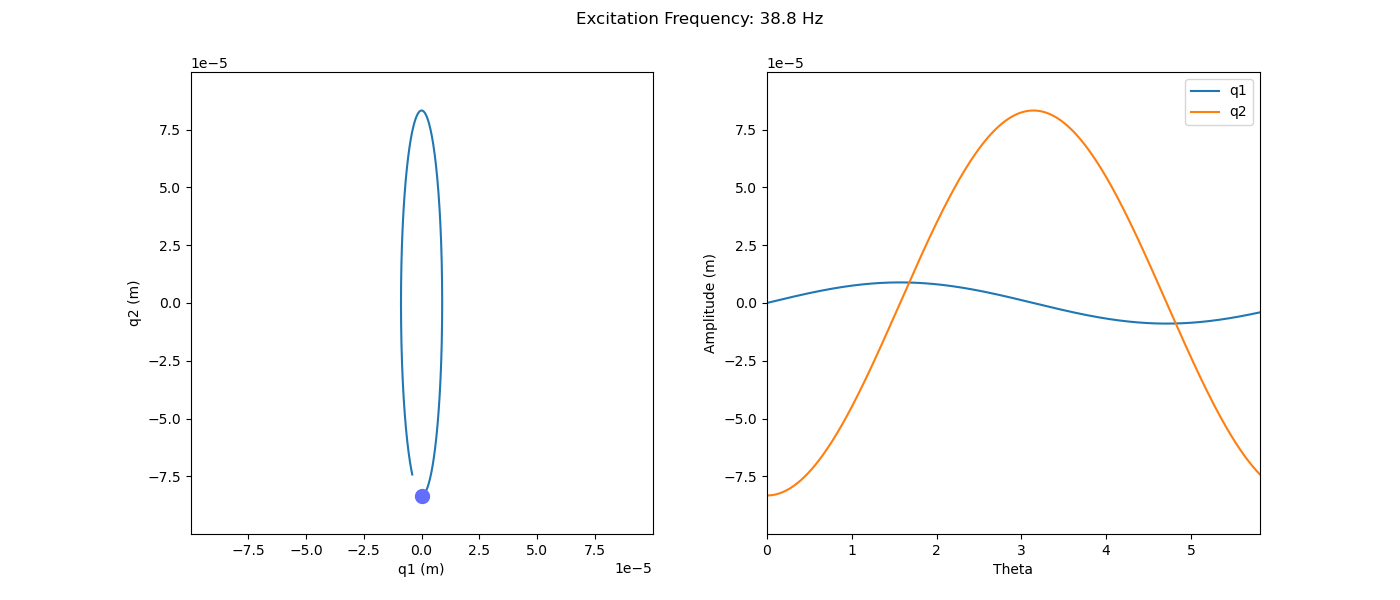 Excitation Frequency: 38.8 Hz
1e−5
7.5
5.0
2.5
0.0
−2.5
−5.0
−7.5
q2 (m)
−7.5 −5.0 −2.5 0.0 2.5 5.0 7.5
q1 (m)
1e−5
1e−5
q1
q2
7.5
5.0
2.5
0.0
−2.5
−5.0
−7.5
Amplitude (m)
0 1 2 3 4 5
Theta